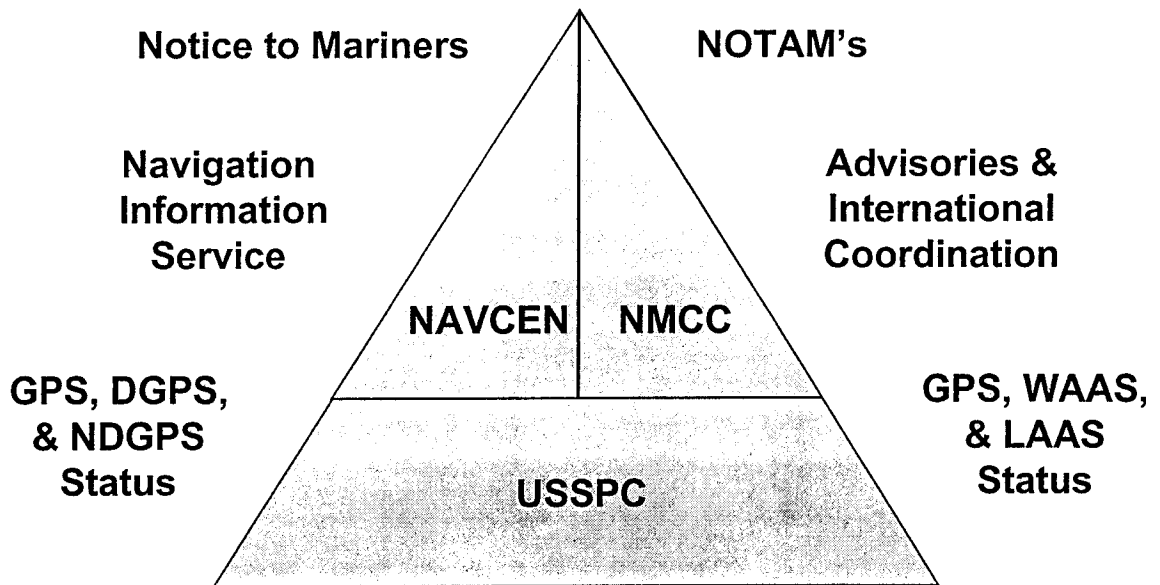 Notice to Mariners
NOTAM's
Navigation
Information
Service
Advisories &
International
Coordination
NAVCEN
NMCC
GPS, DGPS,
& NDGPS
Status
GPS, WAAS,
& LAAS
Status
USSPC